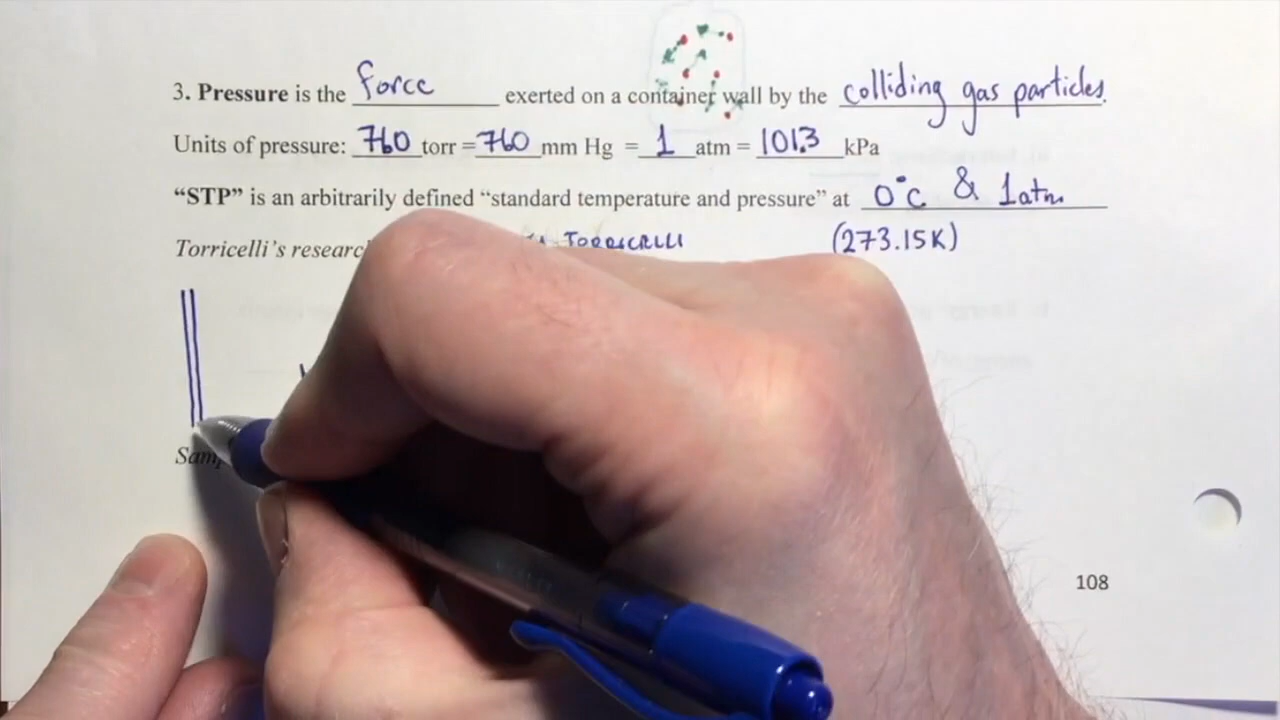 3. Pressure is the force exerted on a container wall by the colliding gas particles.
Units of pressure: 760 torr = 760 mm Hg = 1 atm = 101.3 kPa
“STP” is an arbitrarily defined “standard temperature and pressure” at 0°C & 1atm
Torricelli’s TORRICELLI (273.15K)
108